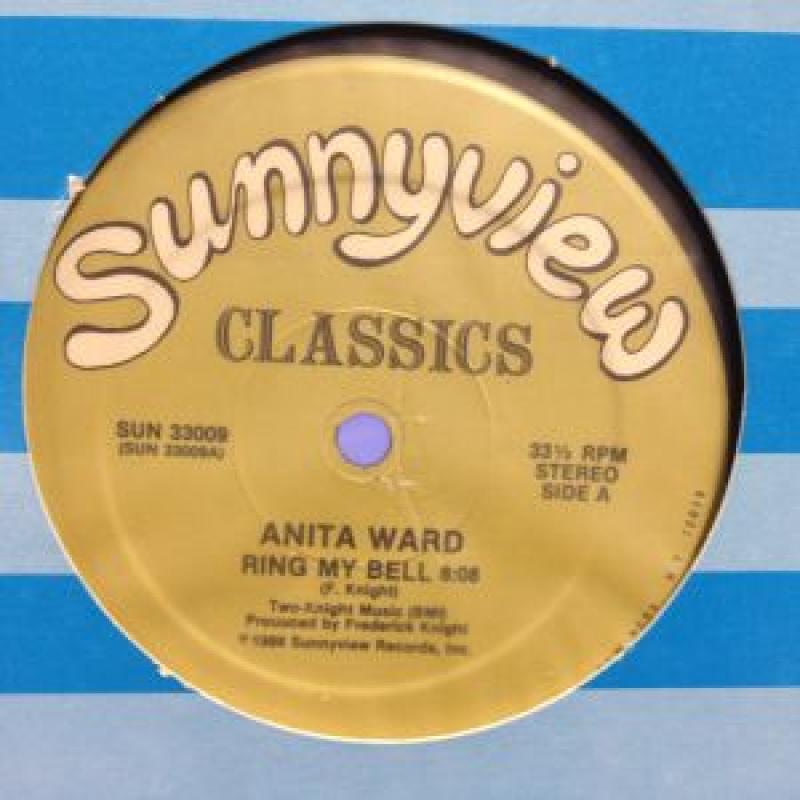 Sunnyview
CLASSICS
SUN 33009
(SUN 33009A)
33⅓ RPM
STEREO
SIDE A
ANITA WARD
RING MY BELL 8:08
(F. Knight)
Two-Knight Music (BMI)
Produced by Frederick Knight
Sunnyview Records, Inc.